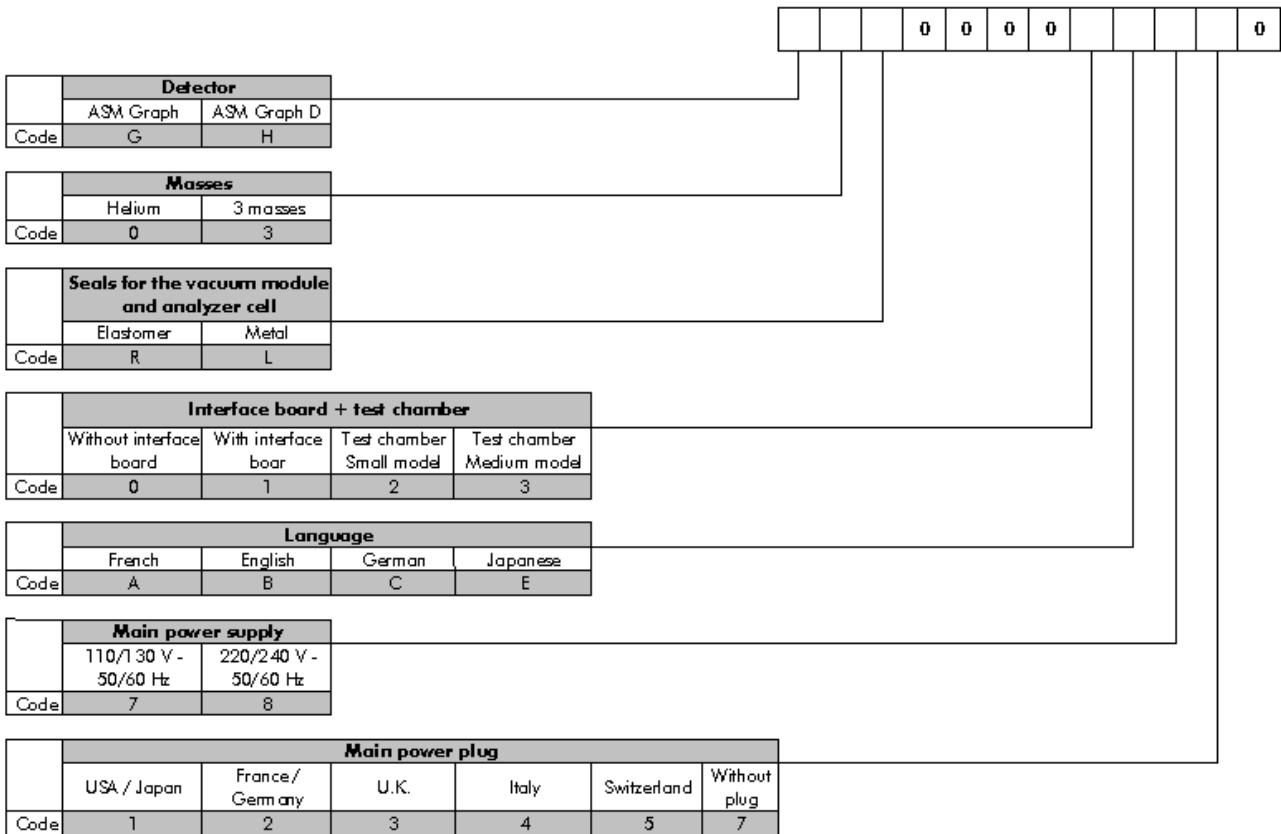 0 0 0 0 0
Detector
ASM Graph ASM Graph D
Code G H
Masses
Helium 3 masses
Code 0 3
Seals for the vacuum module
and analyzer cell
Elastomer Metal
Code R L
Interface board + test chamber
Without interface With interface Test chamber Test chamber
board boar Small model Medium model
Code 0 1 2 3
Language
French English German Japanese
Code A B C E
Main power supply
110/130 V - 220/240 V -
50/60 Hz 50/60 Hz
Code 7 8
Main power plug
USA / Japan France/ Germany U.K. Italy Switzerland Without plug
Code 1 2 3 4 5 7